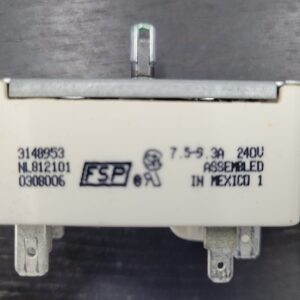 3148953
NL812101
0308006
FSP
7.5-9.3A 240V
ASSEMBLED
IN MEXICO 1